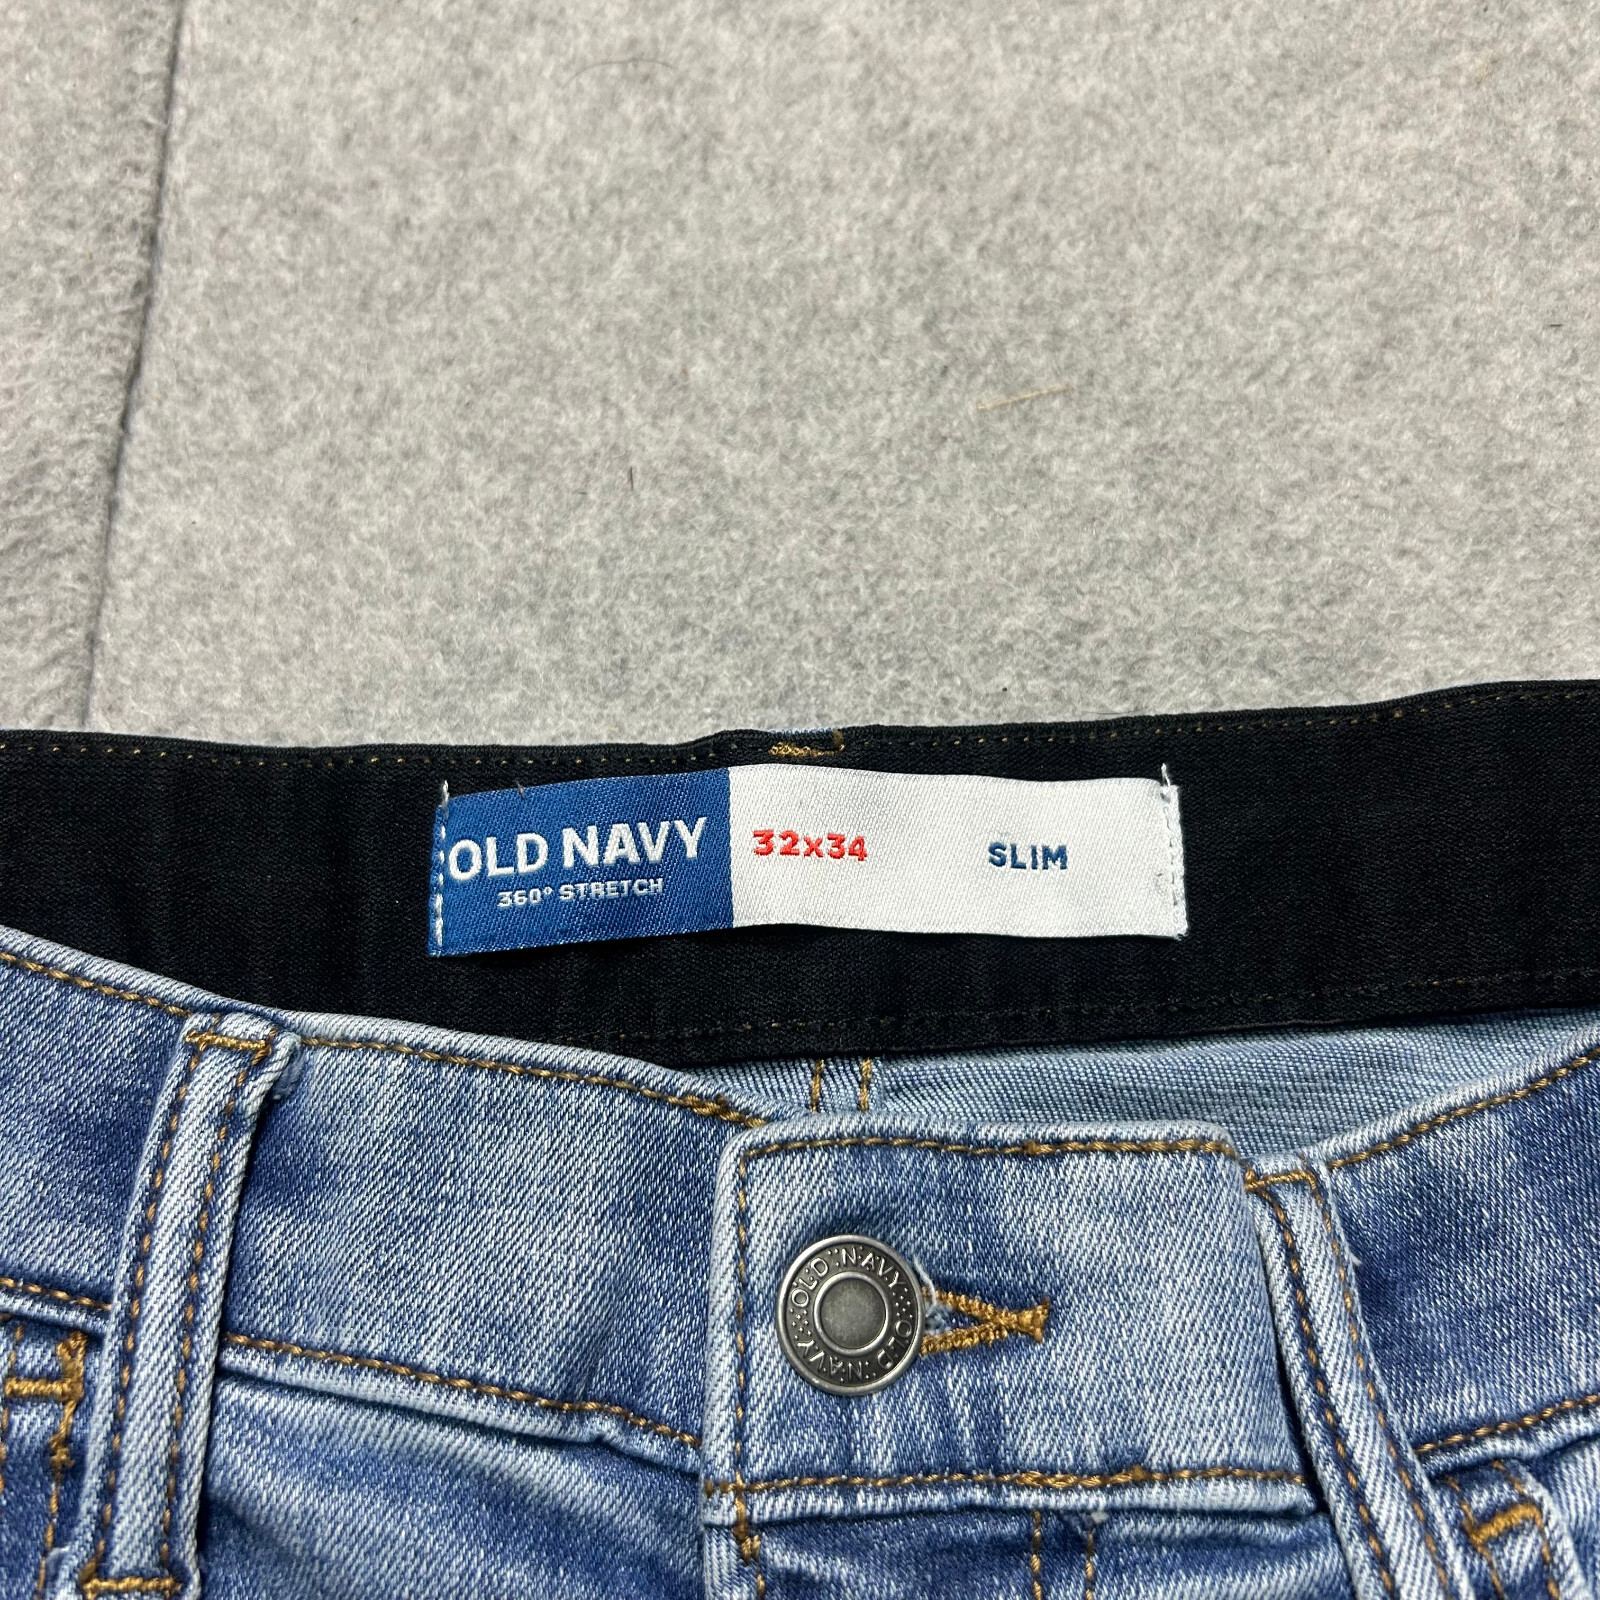 OLD NAVY
360° STRETCH
32x34
SLIM
OLD NAVY
OLD NAVY